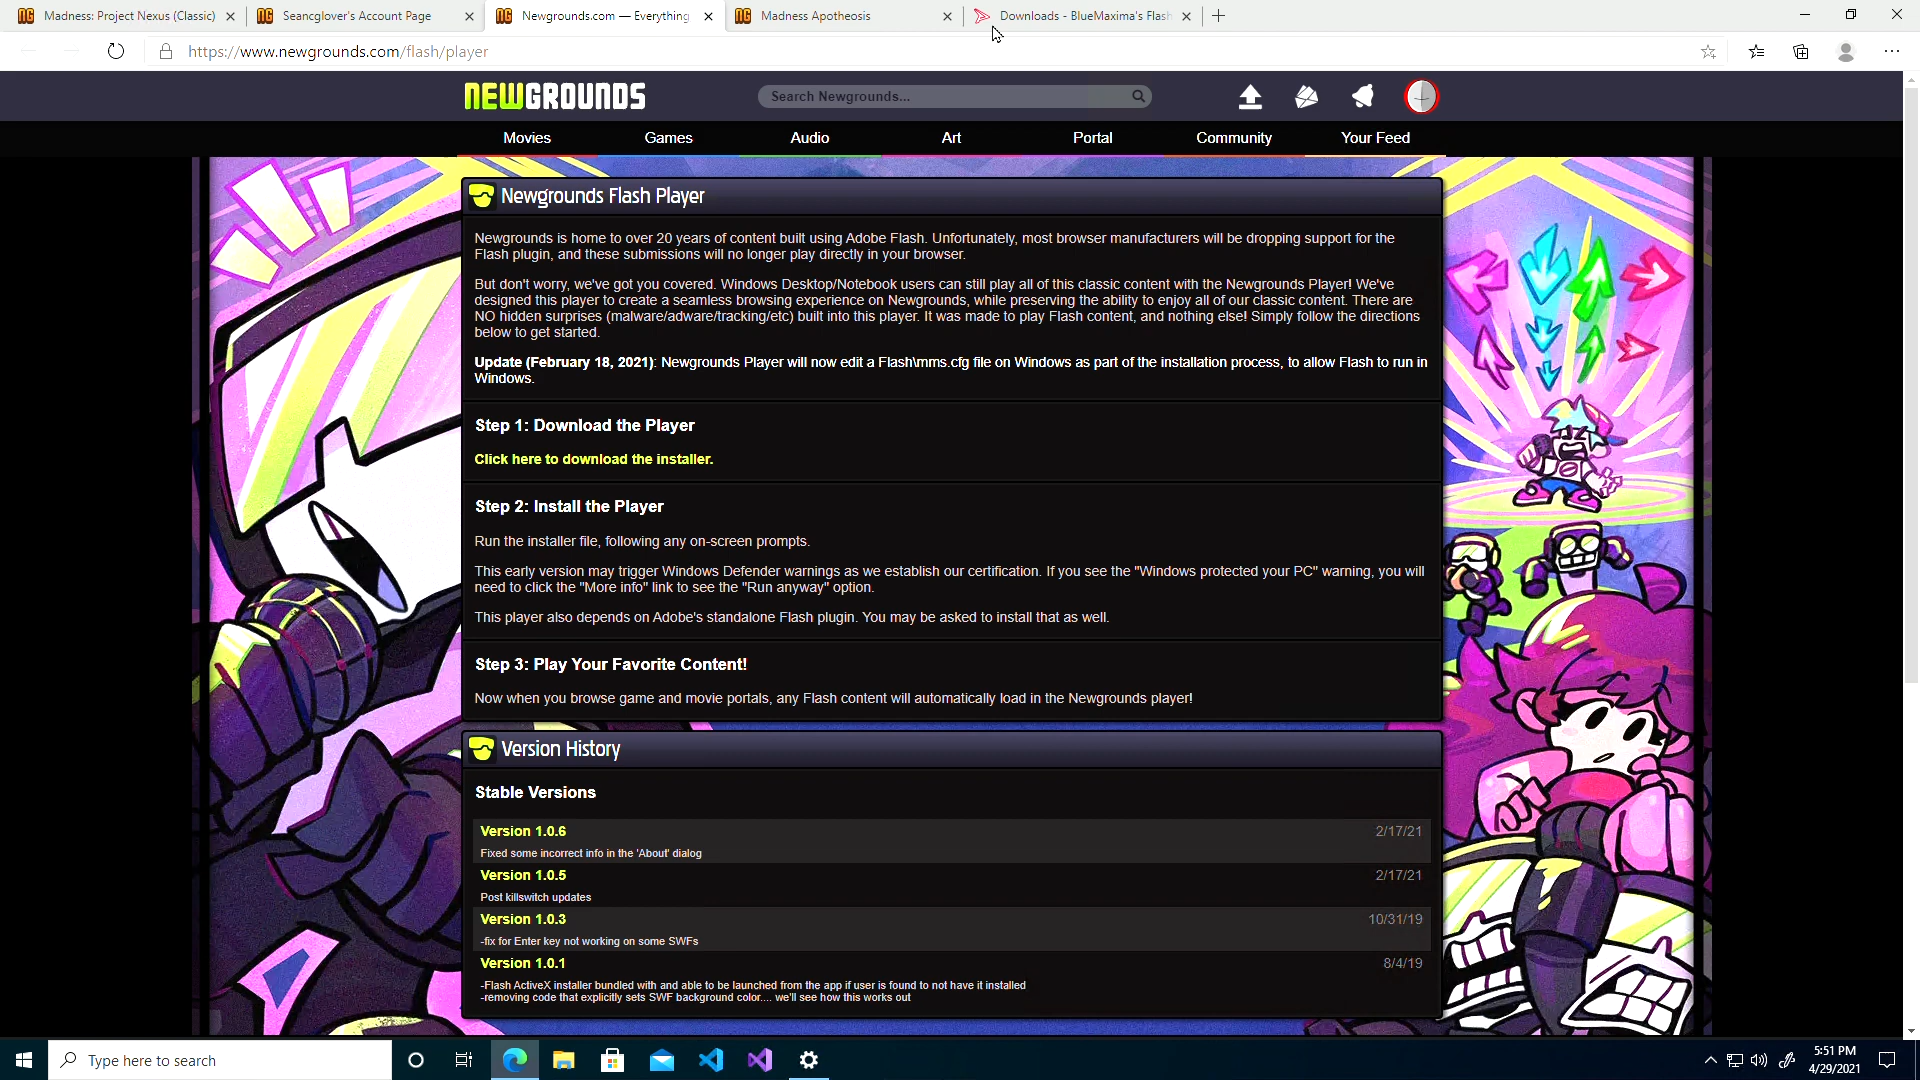 Madness: Project Nexus (Classic)
Seancglover's Account Page
Newgrounds.com — Everything
Madness Apotheosis
Downloads - BlueMaxima's Flash
https://www.newgrounds.com/flash/player
NEWGROUNDS
Search Newgrounds...
Movies
Games
Audio
Art
Portal
Community
Your Feed
Newgrounds Flash Player
Newgrounds is home to over 20 years of content built using Adobe Flash. Unfortunately, most browser manufacturers will be dropping support for the
Flash plugin, and these submissions will no longer play directly in your browser.
But don't worry, we've got you covered. Windows Desktop/Notebook users can still play all of this classic content with the Newgrounds Player! We've
designed this player to create a seamless browsing experience on Newgrounds, while preserving the ability to enjoy all of our classic content. There are
NO hidden surprises (malware/adware/tracking/etc) built into this player. It was made to play Flash content, and nothing else! Simply follow the directions
below to get started.
Update (February 18, 2021): Newgrounds Player will now edit a Flash\mms.cfg file on Windows as part of the installation process, to allow Flash to run in
Windows.
Step 1: Download the Player
Click here to download the installer.
Step 2: Install the Player
Run the installer file, following any on-screen prompts.
This early version may trigger Windows Defender warnings as we establish our certification. If you see the "Windows protected your PC" warning, you will
need to click the "More info" link to see the "Run anyway" option.
This player also depends on Adobe's standalone Flash plugin. You may be asked to install that as well.
Step 3: Play Your Favorite Content!
Now when you browse game and movie portals, any Flash content will automatically load in the Newgrounds player!
Version History
Stable Versions
Version 1.0.6 2/17/21
Fixed some incorrect info in the 'About' dialog
Version 1.0.5 2/17/21
Post killswitch updates
Version 1.0.3 10/31/19
-fix for Enter key not working on some SWFs
Version 1.0.1 8/4/19
-Flash ActiveX installer bundled with and able to be launched from the app if user is found to not have it installed
-removing code that explicitly sets SWF background color.... we'll see how this works out
Type here to search
5:51 PM
4/29/2021